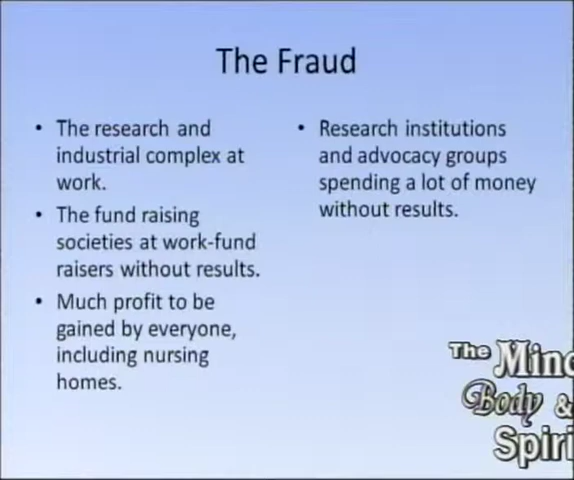 The Fraud
• The research and
industrial complex at
work.
• The fund raising
societies at work-fund
raisers without results.
• Much profit to be
gained by everyone,
including nursing
homes.
• Research institutions
and advocacy groups
spending a lot of money
without results.
The Mind
Body &
Spiri